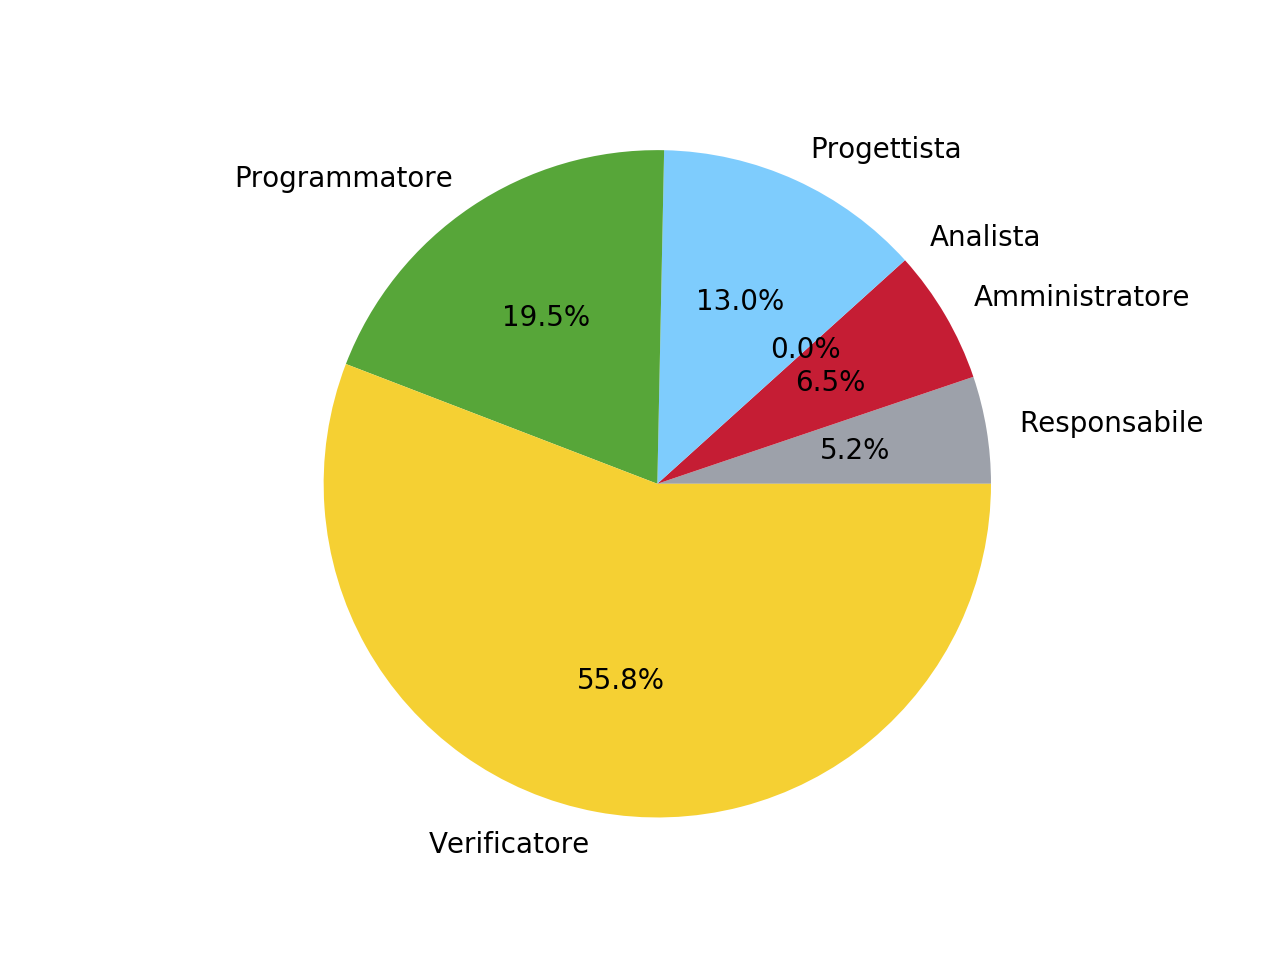 Progettista
Programmatore
Analista
Amministratore
13.0%
19.5%
0.0%
6.5%
Responsabile
5.2%
55.8%
Verificatore